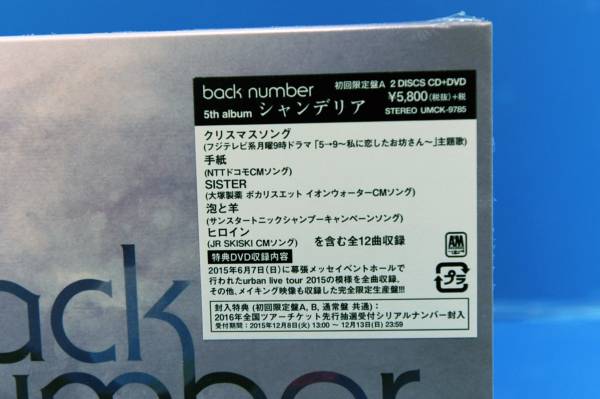 back number 初回限定盤A 2 DISCS CD+DVD
5th album シャンデリア ¥5,800(税抜)+税
STEREO UMCK-9785
クリスマスソング
(フジテレビ系月曜9時ドラマ「5→9～私に恋したお坊さん～」主題歌)
手紙
(NTTドコモCMソング)
SISTER
(大塚製薬 ポカリスエット イオンウォーターCMソング)
泡と羊
(サンスタートニックシャンプーキャンペーンソング)
ヒロイン
(JR SKISKI CMソング) を含む全12曲収録
A&M
特典DVD収録内容
2015年6月7日(日)に幕張メッセイベントホールで
行われたurban live tour 2015の模様を全曲収録。
その他、メイキング映像も収録した完全限定生産盤!!!
プラ
封入特典 (初回限定盤A, B, 通常盤 共通):
2016年全国ツアーチケット先行抽選受付シリアルナンバー封入
受付期間:2015年12月8日(火) 13:00 ～ 12月13日(日) 23:59
back
number